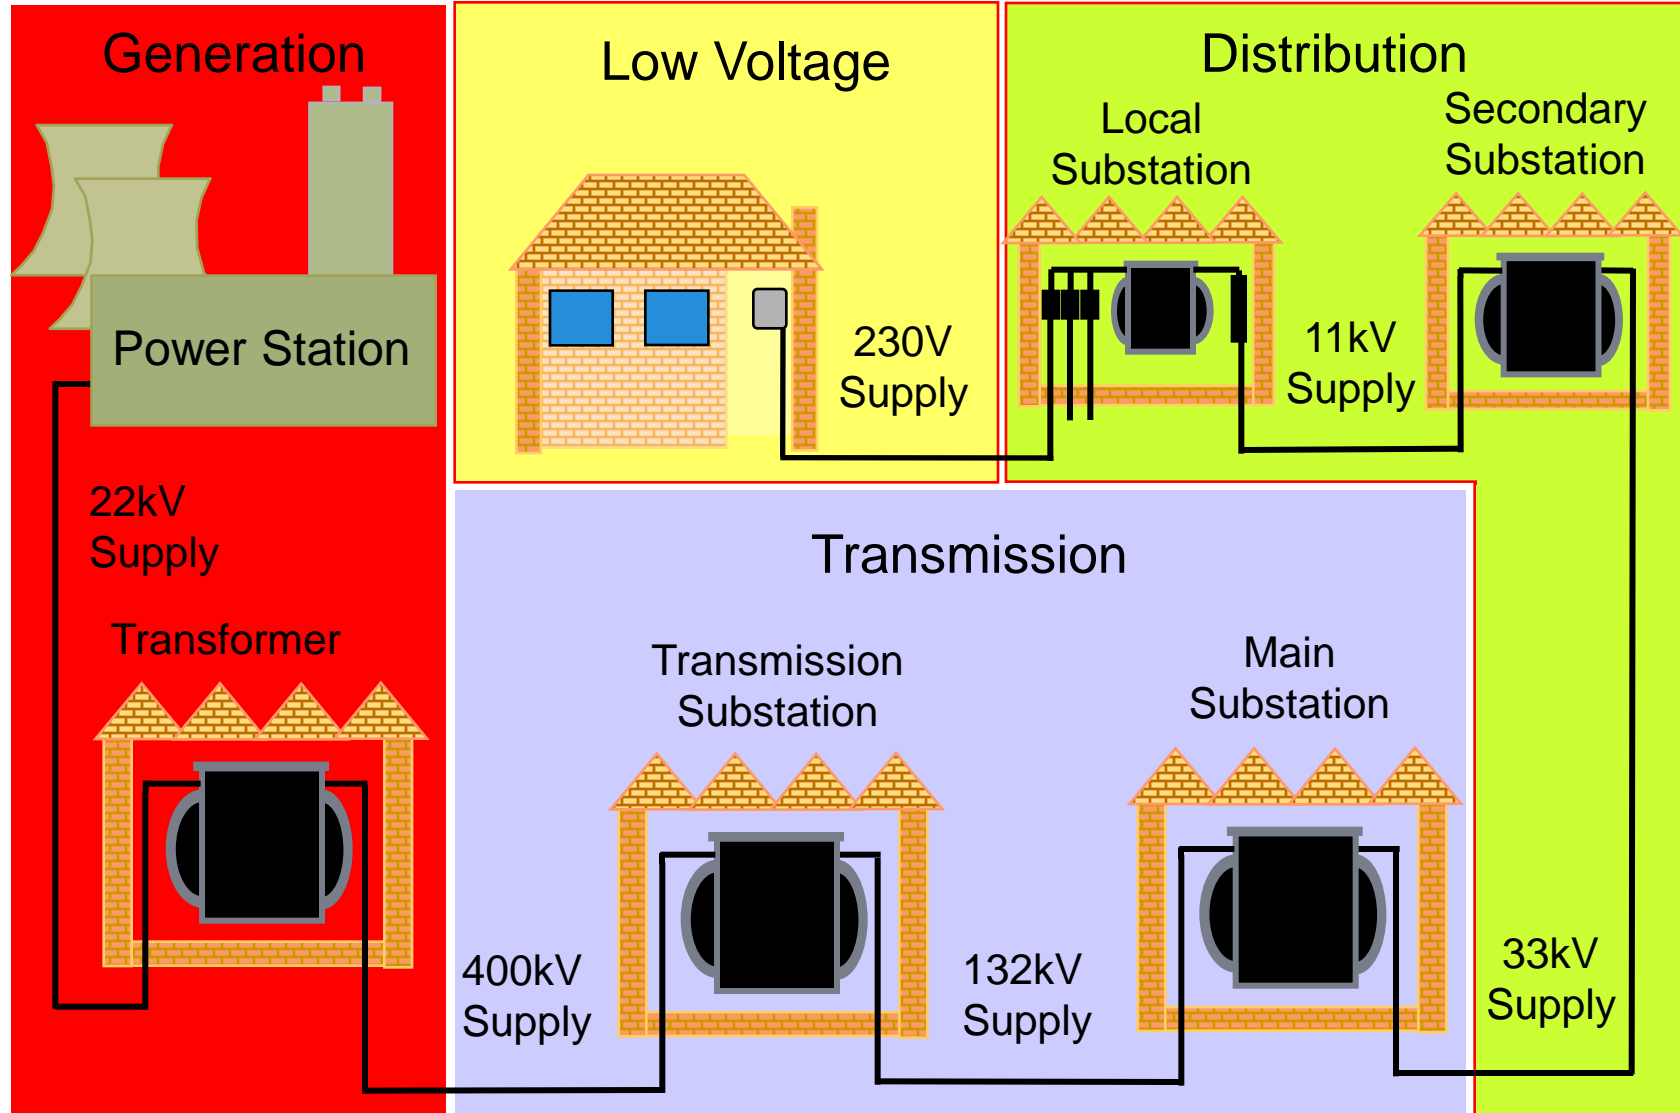 Generation
Power Station
22kV
Supply
Transformer
Low Voltage
230V
Supply
Distribution
Local
Substation
Secondary
Substation
11kV
Supply
33kV
Supply
Transmission
Transmission
Substation
Main
Substation
400kV
Supply
132kV
Supply